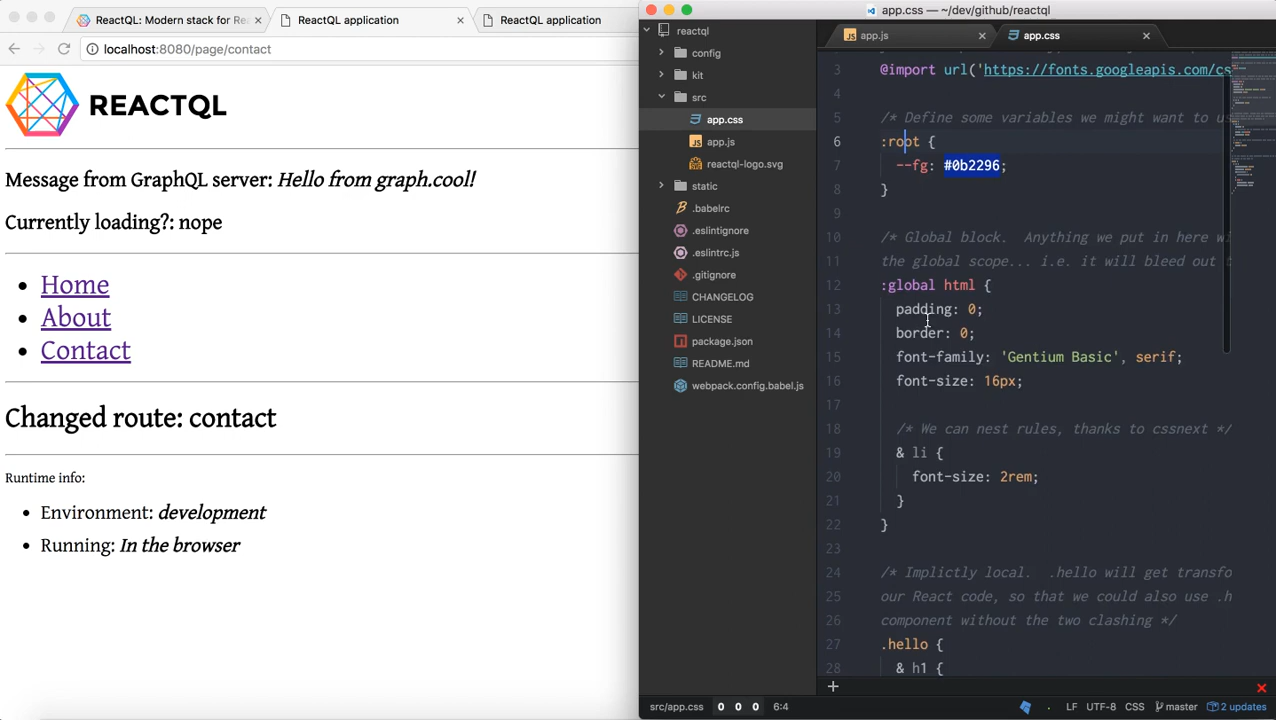 ReactQL: Modern stack for Re
ReactQL application
ReactQL application
localhost:8080/page/contact
REACTQL
Message from GraphQL server: Hello from graph.cool!
Currently loading?: nope
Home
About
Contact
Changed route: contact
Runtime info:
Environment: development
Running: In the browser
app.css — ~/dev/github/reactql
reactql
config
kit
src
app.css
app.js
reactql-logo.svg
static
.babelrc
.eslintignore
.eslintrc.js
.gitignore
CHANGELOG
LICENSE
package.json
README.md
webpack.config.babel.js
app.js
app.css
3 @import url('https://fonts.googleapis.com/cs
4
5 /* Define some variables we might want to us
6 :root {
7 --fg: #0b2296;
8 }
9
10 /* Global block.  Anything we put in here wi
11 the global scope... i.e. it will bleed out t
12 :global html {
13 padding: 0;
14 border: 0;
15 font-family: 'Gentium Basic', serif;
16 font-size: 16px;
17
18 /* We can nest rules, thanks to cssnext */
19 & li {
20 font-size: 2rem;
21 }
22 }
23
24 /* Implicitly local.  .hello will get transfo
25 our React code, so that we could also use .h
26 component without the two clashing */
27 .hello {
28 & h1 {
src/app.css 0 0 0 6:4
LF UTF-8 CSS master 2 updates